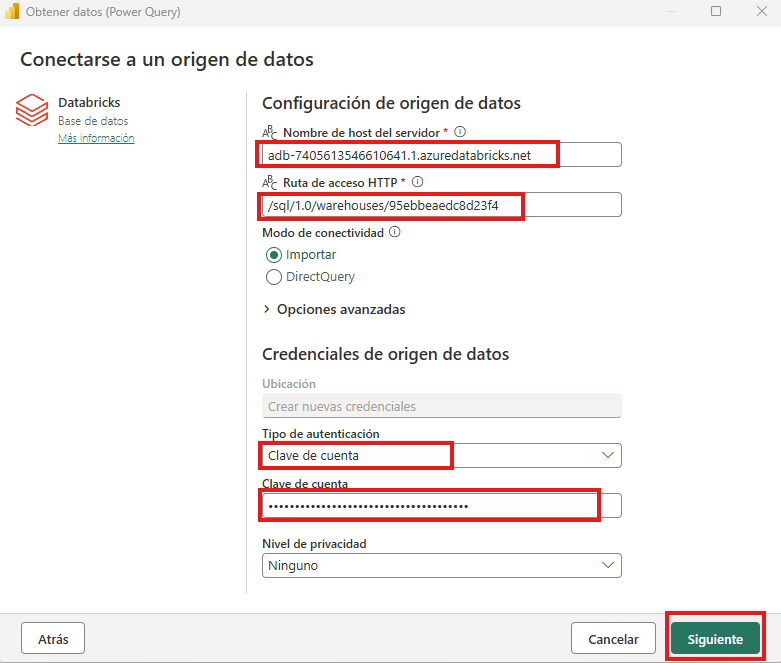 Obtener datos (Power Query)
Conectarse a un origen de datos
Databricks
Base de datos
Más información
Configuración de origen de datos
ABC Nombre de host del servidor *
adb-7405613546610641.1.azuredatabricks.net
ABC Ruta de acceso HTTP *
/sql/1.0/warehouses/95ebbeaedc8d23f4
Modo de conectividad
Importar
DirectQuery
Opciones avanzadas
Credenciales de origen de datos
Ubicación
Crear nuevas credenciales
Tipo de autenticación
Clave de cuenta
Clave de cuenta
••••••••••••••••••••••••••••••••••••
Nivel de privacidad
Ninguno
Atrás
Cancelar
Siguiente